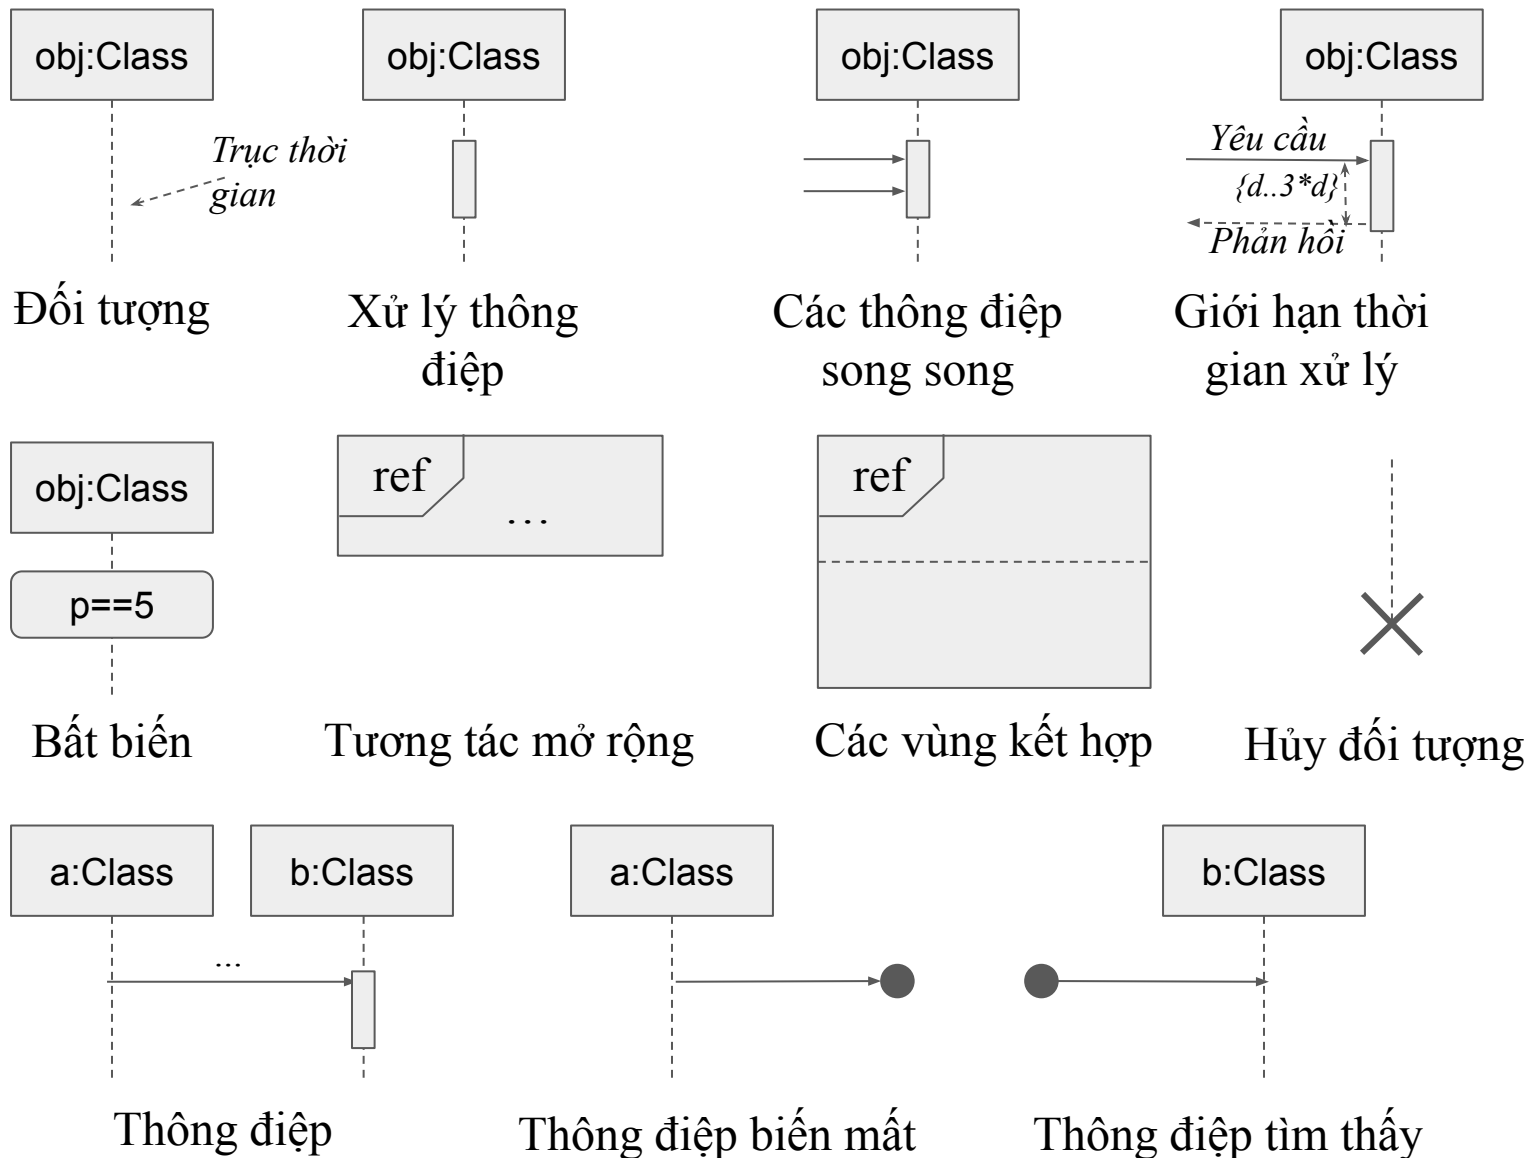 obj:Class
obj:Class
obj:Class
obj:Class
Trục thời
gian
Yêu cầu
{d..3*d}
Phản hồi
Đối tượng
Xử lý thông
điệp
Các thông điệp
song song
Giới hạn thời
gian xử lý
obj:Class
p==5
ref
...
ref
Bất biến
Tương tác mở rộng
Các vùng kết hợp
Hủy đối tượng
a:Class
b:Class
a:Class
b:Class
...
Thông điệp
Thông điệp biến mất
Thông điệp tìm thấy